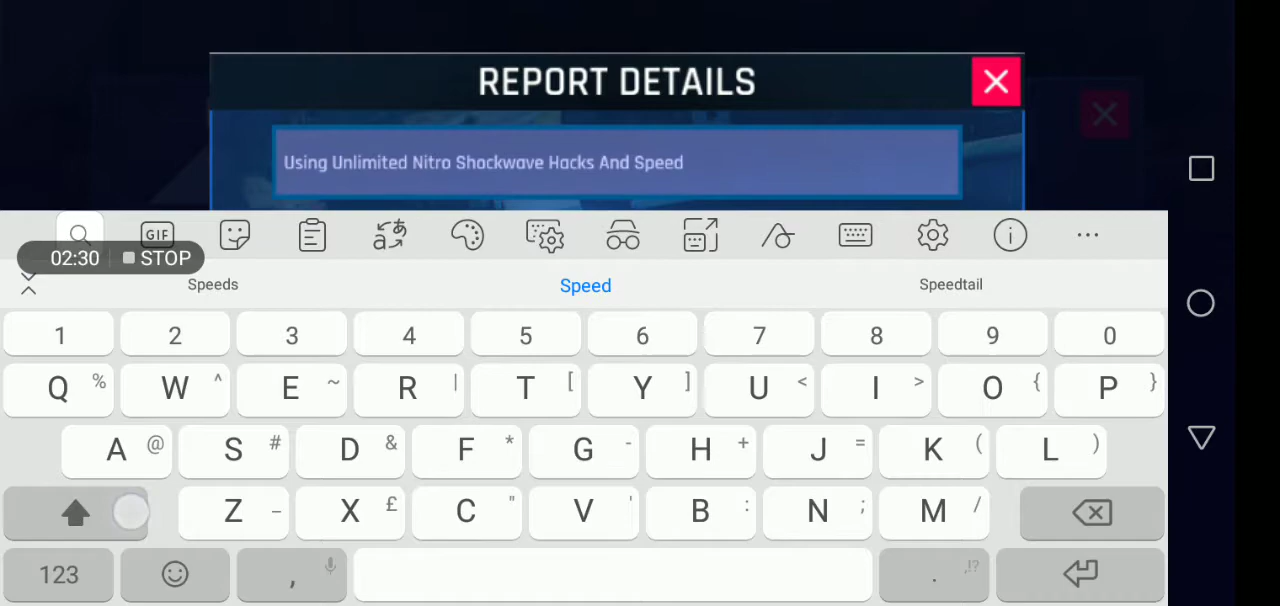 REPORT DETAILS
Using Unlimited Nitro Shockwave Hacks And Speed
GIF
02:30 STOP
Speeds Speed Speedtail
1 2 3 4 5 6 7 8 9 0
Q % W ^ E ~ R | T [ Y ] U < I > O { P }
A @ S # D & F * G - H + J = K ( L )
Z _ X £ C " V ' B : N ; M /
123 , . ,!?